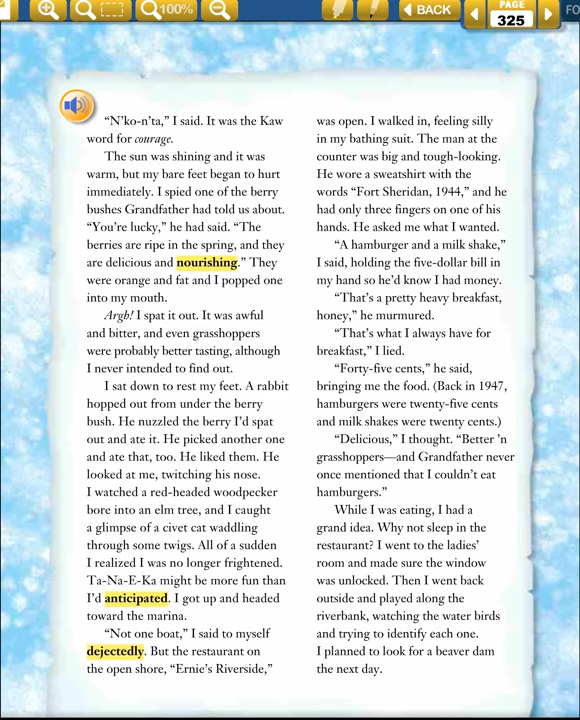 100%
BACK
PAGE
325
FO
“N’ko-n’ta,” I said. It was the Kaw
word for courage.
The sun was shining and it was
warm, but my bare feet began to hurt
immediately. I spied one of the berry
bushes Grandfather had told us about.
“You’re lucky,” he had said. “The
berries are ripe in the spring, and they
are delicious and nourishing.” They
were orange and fat and I popped one
into my mouth.
Argh! I spat it out. It was awful
and bitter, and even grasshoppers
were probably better tasting, although
I never intended to find out.
I sat down to rest my feet. A rabbit
hopped out from under the berry
bush. He nuzzled the berry I’d spat
out and ate it. He picked another one
and ate that, too. He liked them. He
looked at me, twitching his nose.
I watched a red-headed woodpecker
bore into an elm tree, and I caught
a glimpse of a civet cat waddling
through some twigs. All of a sudden
I realized I was no longer frightened.
Ta-Na-E-Ka might be more fun than
I’d anticipated. I got up and headed
toward the marina.
“Not one boat,” I said to myself
dejectedly. But the restaurant on
the open shore, “Ernie’s Riverside,”
was open. I walked in, feeling silly
in my bathing suit. The man at the
counter was big and tough-looking.
He wore a sweatshirt with the
words “Fort Sheridan, 1944,” and he
had only three fingers on one of his
hands. He asked me what I wanted.
“A hamburger and a milk shake,”
I said, holding the five-dollar bill in
my hand so he’d know I had money.
“That’s a pretty heavy breakfast,
honey,” he murmured.
“That’s what I always have for
breakfast,” I lied.
“Forty-five cents,” he said,
bringing me the food. (Back in 1947,
hamburgers were twenty-five cents
and milk shakes were twenty cents.)
“Delicious,” I thought. “Better ’n
grasshoppers—and Grandfather never
once mentioned that I couldn’t eat
hamburgers.”
While I was eating, I had a
grand idea. Why not sleep in the
restaurant? I went to the ladies’
room and made sure the window
was unlocked. Then I went back
outside and played along the
riverbank, watching the water birds
and trying to identify each one.
I planned to look for a beaver dam
the next day.